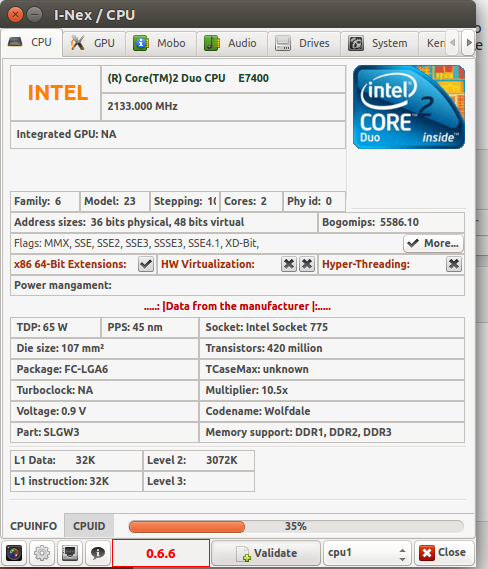 I-Nex / CPU
CPU GPU Mobo Audio Drives System Ker
INTEL
(R) Core(TM)2 Duo CPU E7400
2133.000 MHz
Integrated GPU: NA
intel
CORE 2
Duo inside
Family: 6 Model: 23 Stepping: 10 Cores: 2 Phy id: 0
Address sizes: 36 bits physical, 48 bits virtual Bogomips: 5586.10
Flags: MMX, SSE, SSE2, SSE3, SSSE3, SSE4.1, XD-Bit, More...
x86 64-Bit Extensions: HW Virtualization: Hyper-Threading:
Power mangament:
.....: |Data from the manufacturer |:.....
TDP: 65 W PPS: 45 nm Socket: Intel Socket 775
Die size: 107 mm² Transistors: 420 million
Package: FC-LGA6 TCaseMax: unknown
Turboclock: NA Multiplier: 10.5x
Voltage: 0.9 V Codename: Wolfdale
Part: SLGW3 Memory support: DDR1, DDR2, DDR3
L1 Data: 32K Level 2: 3072K
L1 instruction: 32K Level 3:
CPUINFO CPUID 35%
0.6.6 Validate cpu1 Close